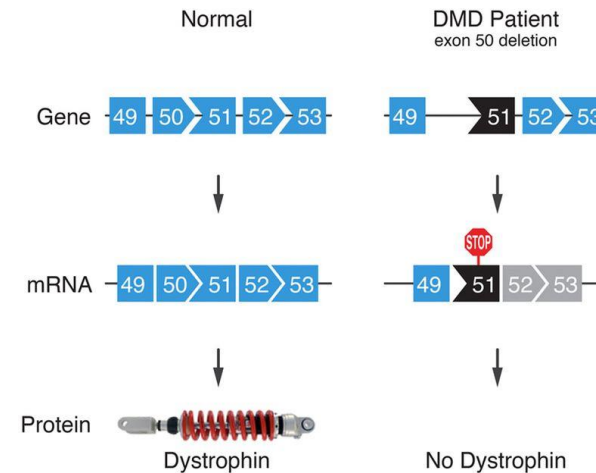 Normal
DMD Patient
exon 50 deletion
Gene
49 50 51 52 53
49 51 52 53
STOP
mRNA
49 50 51 52 53
49 51 52 53
Protein
Dystrophin
No Dystrophin